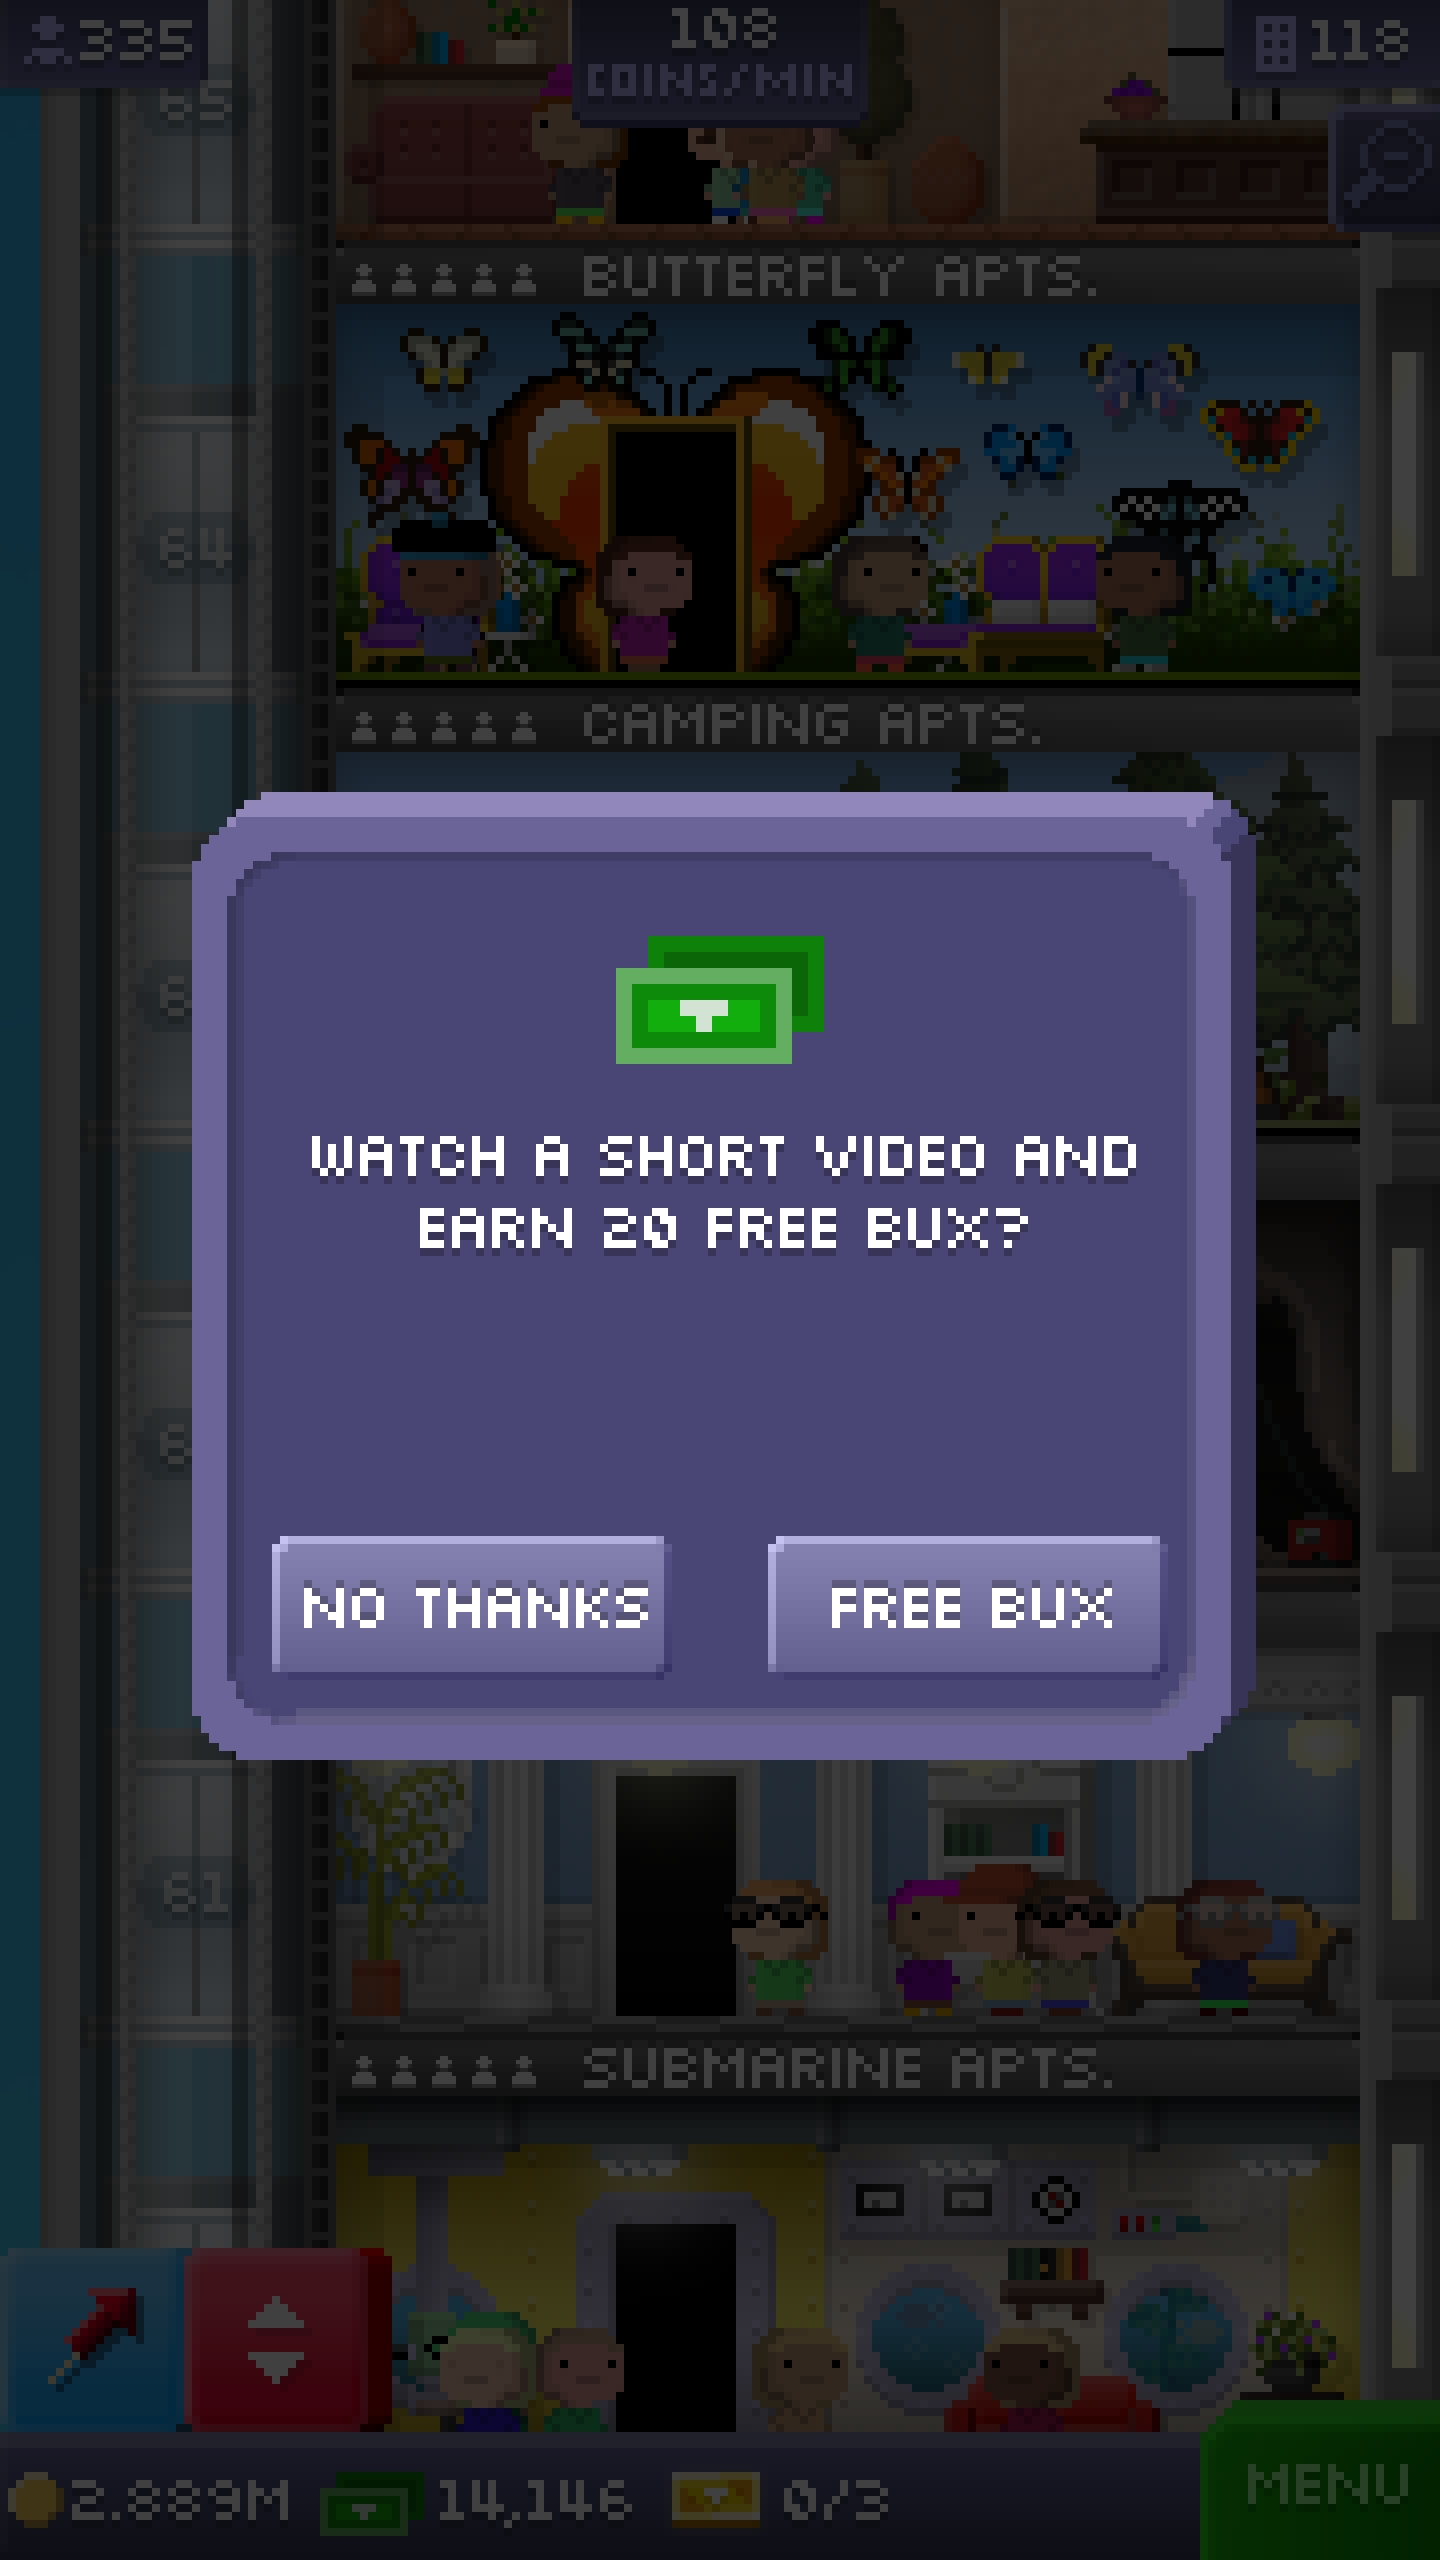 335
108
COINS/MIN
118
65
BUTTERFLY APTS.
64
CAMPING APTS.
WATCH A SHORT VIDEO AND
EARN 20 FREE BUX?
NO THANKS
FREE BUX
61
SUBMARINE APTS.
2.889M
14,146
0/3
MENU